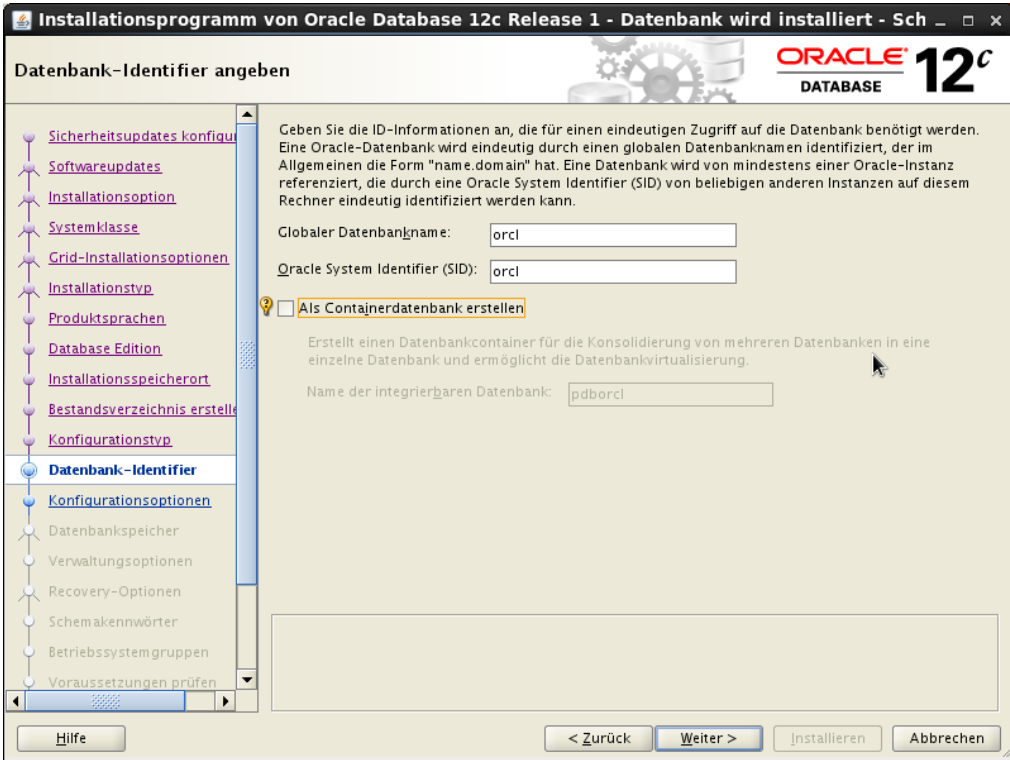 Installationsprogramm von Oracle Database 12c Release 1 - Datenbank wird installiert - Sch
Datenbank-Identifier angeben
ORACLE
DATABASE
12c
Sicherheitsupdates konfigur
Softwareupdates
Installationsoption
Systemklasse
Grid-Installationsoptionen
Installationstyp
Produktsprachen
Database Edition
Installationsspeicherort
Bestandsverzeichnis erstelle
Konfigurationstyp
Datenbank-Identifier
Konfigurationsoptionen
Datenbankspeicher
Verwaltungsoptionen
Recovery-Optionen
Schemakennwörter
Betriebssystemgruppen
Voraussetzungen prüfen
Geben Sie die ID-Informationen an, die für einen eindeutigen Zugriff auf die Datenbank benötigt werden.
Eine Oracle-Datenbank wird eindeutig durch einen globalen Datenbanknamen identifiziert, der im
Allgemeinen die Form "name.domain" hat. Eine Datenbank wird von mindestens einer Oracle-Instanz
referenziert, die durch eine Oracle System Identifier (SID) von beliebigen anderen Instanzen auf diesem
Rechner eindeutig identifiziert werden kann.
Globaler Datenbankname: orcl
Oracle System Identifier (SID): orcl
Als Containerdatenbank erstellen
Erstellt einen Datenbankcontainer für die Konsolidierung von mehreren Datenbanken in eine
einzelne Datenbank und ermöglicht die Datenbankvirtualisierung.
Name der integrierbaren Datenbank: pdborcl
Hilfe
< Zurück
Weiter >
Installieren
Abbrechen